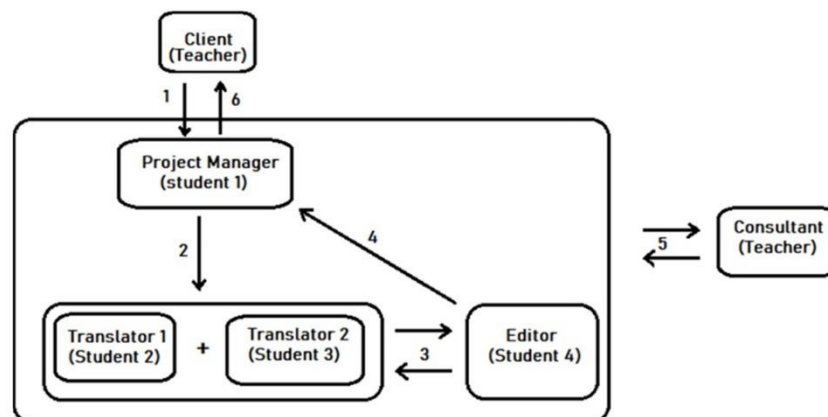 Client
(Teacher)
1
6
Project Manager
(student 1)
2
4
Consultant
(Teacher)
5
Translator 1
(Student 2)
+
Translator 2
(Student 3)
3
Editor
(Student 4)